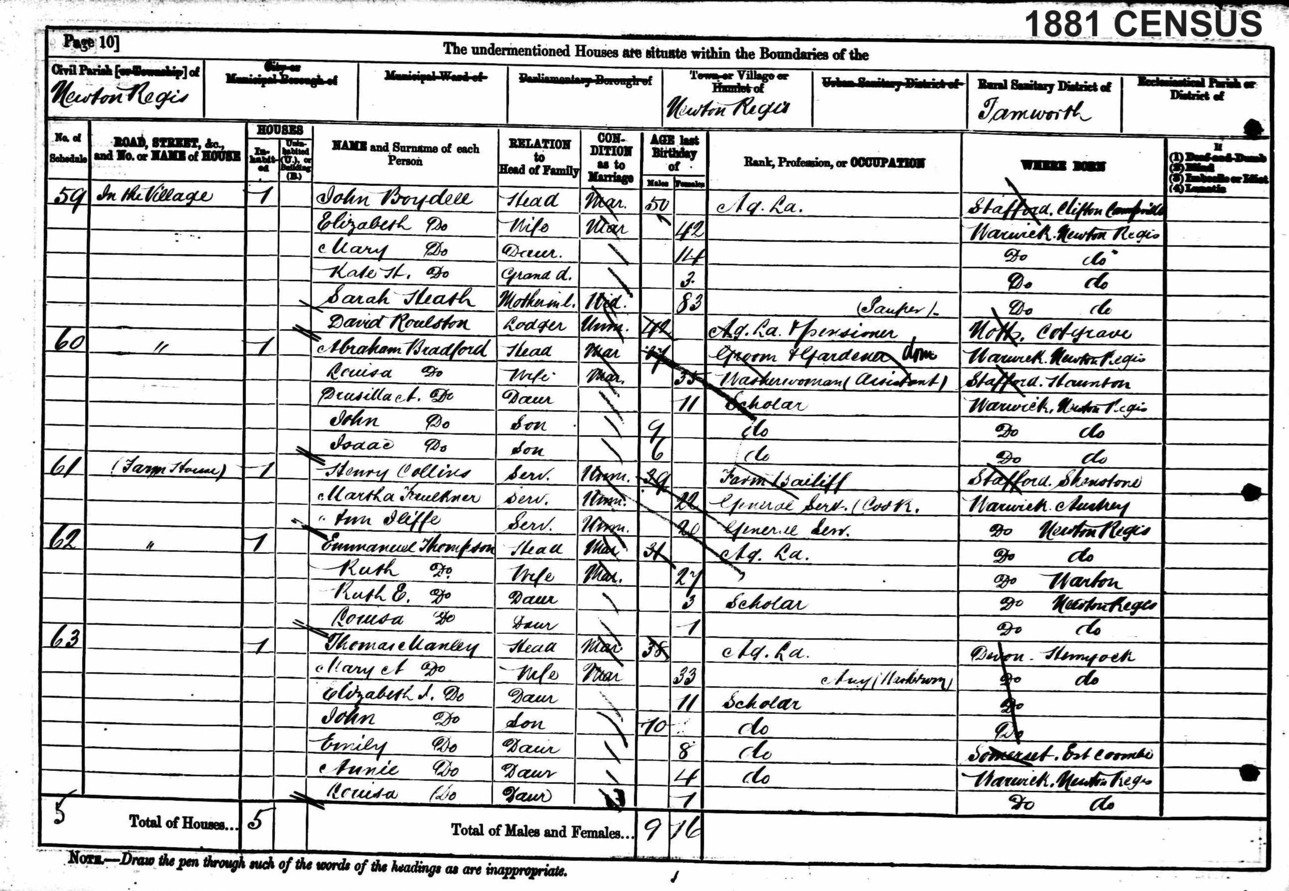 1881 CENSUS
Page 10]
The undermentioned Houses are situate within the Boundaries of the
Civil Parish [or Township] of
Newton Regis
City or Municipal Borough of
Municipal Ward of
Parliamentary Borough of
Town or Village or Hamlet of
Newton Regis
Urban Sanitary District of
Rural Sanitary District of
Tamworth
Ecclesiastical Parish or District of
No. of Schedule
ROAD, STREET, &c., and No. or NAME of HOUSE
HOUSES
Inhabited
Uninhabited (U.), or Building (B.)
NAME and Surname of each Person
RELATION to Head of Family
CONDITION as to Marriage
AGE last Birthday of
Males
Females
Rank, Profession, or OCCUPATION
WHERE BORN
If
(1) Deaf-and-Dumb
(2) Blind
(3) Imbecile or Idiot
(4) Lunatic
59 In the Village 1 John Boydell Head Mar. 50 Ag. La. Stafford. Clifton Campville
Elizabeth Do Wife Mar 42 Warwick. Newton Regis
Mary Do Daur. 14 Do do
Kate H. Do Grand d. 3 Do do
Sarah Heath Mother in l. Wid. 83 (Pauper) Do do
David Roulston Lodger Unm. 42 Ag. La. & pensioner Notts, Cotgrave
60 " 1 Abraham Bradford Head Mar Groom & Gardener dom Warwick. Newton Regis
Louisa Do Wife Mar. 35 Washerwoman (Assistant) Stafford. Haunton
Prusilla A. Do Daur 11 Scholar Warwick, Newton Regis
John Do Son 9 do Do do
Isaac Do Son 6 do Do do
61 (Farm House) 1 Henry Collins Serv. Unm. 39 Farm Bailiff Stafford. Shenstone
Martha Faulkner Serv. Unm. 22 General Serv. (Cook. Warwick Austrey
Ann Iliffe Serv. Unm. 20 General Serv. Do Newton Regis
62 " 1 Emmanuel Thompson Head Mar 31 Ag. La. Do do
Ruth Do Wife Mar. 27 Do Warton
Ruth E. Do Daur 3 Scholar Do Newton Regis
Louisa Do Daur 1 Do do
63 1 Thomas Manley Head Mar 38 Ag. La. Devon. Hemyock
Mary A Do Wife Mar 33 Do do
Elizabeth J. Do Daur 11 Scholar Do
John Do Son 10 do Do
Emily Do Daur 8 do Somerset. Est Coombe
Annie Do Daur 4 do Warwick, Newton Regis
Louisa Do Daur 1 Do do
5 Total of Houses... 5 Total of Males and Females... 9 16
NOTE.—Draw the pen through such of the words of the headings as are inappropriate.